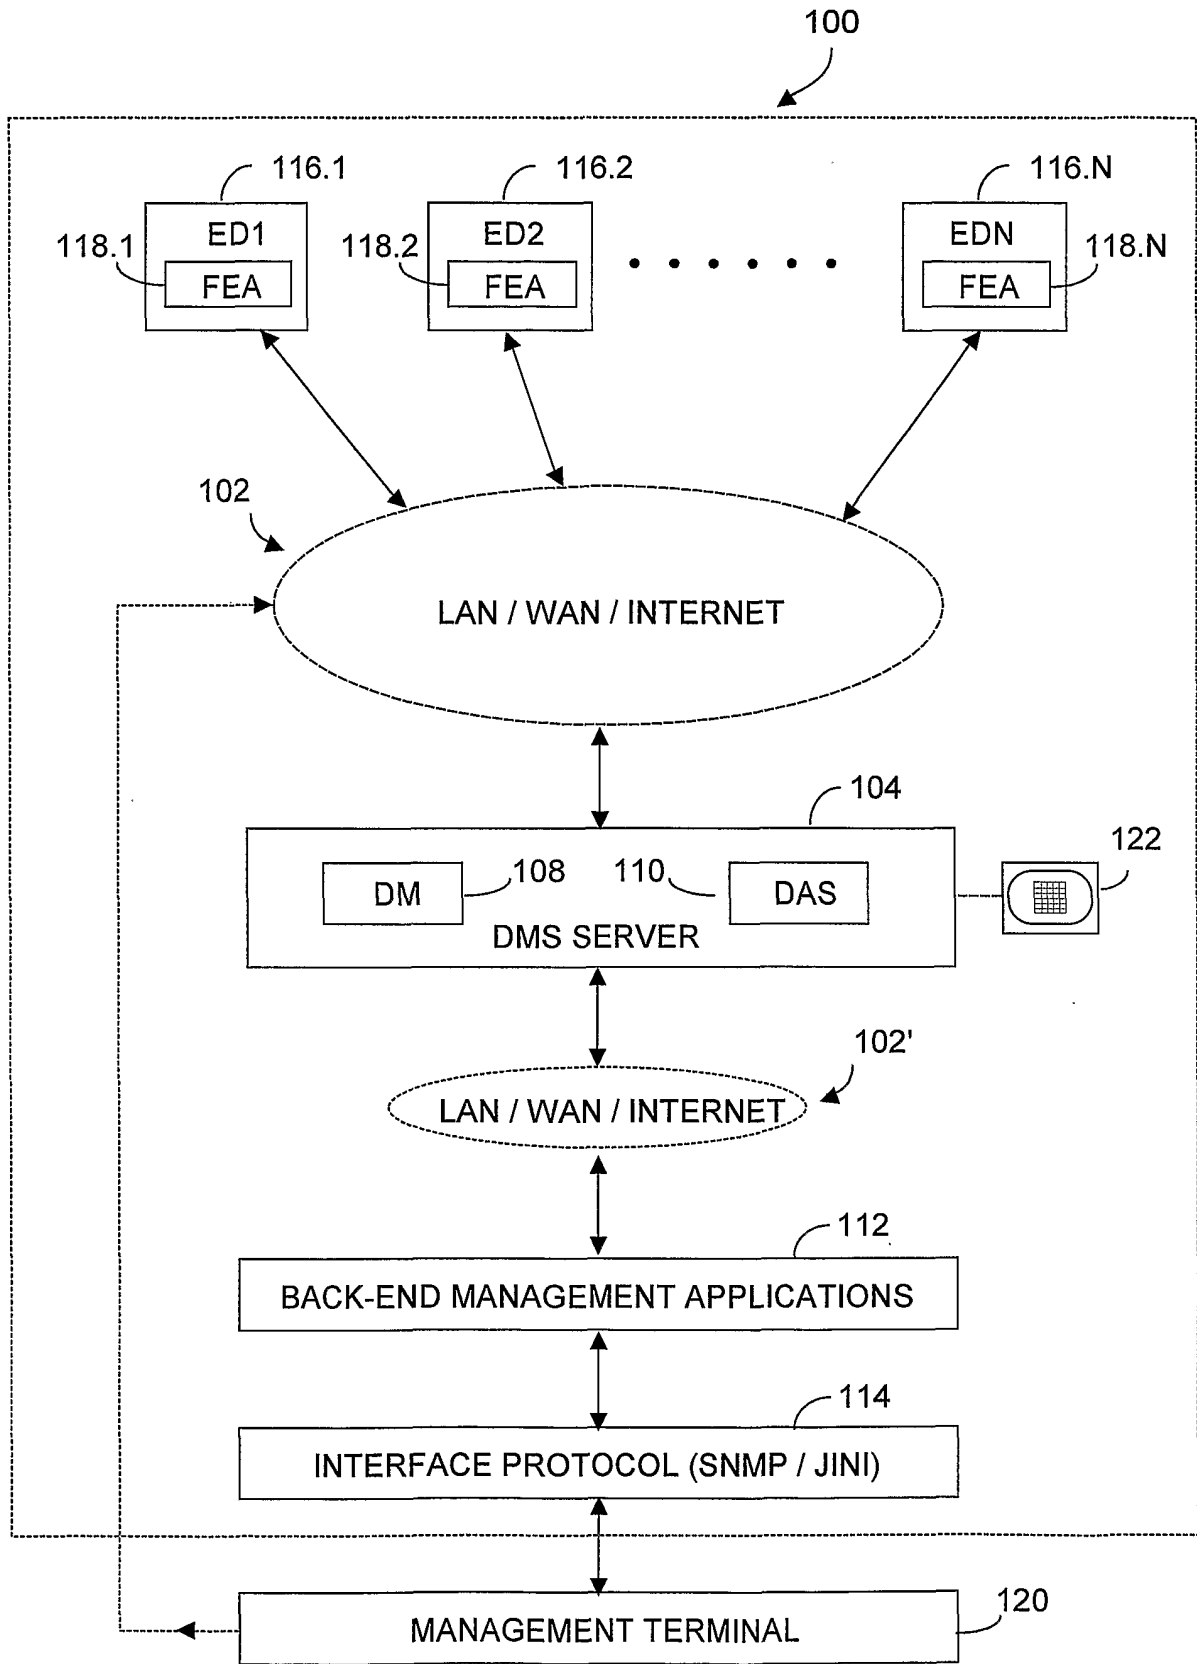 100
116.1
116.2
116.N
ED1
ED2
EDN
118.1
118.2
118.N
FEA
FEA
FEA
102
LAN / WAN / INTERNET
104
122
DM
108
110
DAS
DMS SERVER
102'
LAN / WAN / INTERNET
112
BACK-END MANAGEMENT APPLICATIONS
114
INTERFACE PROTOCOL (SNMP / JINI)
MANAGEMENT TERMINAL
120